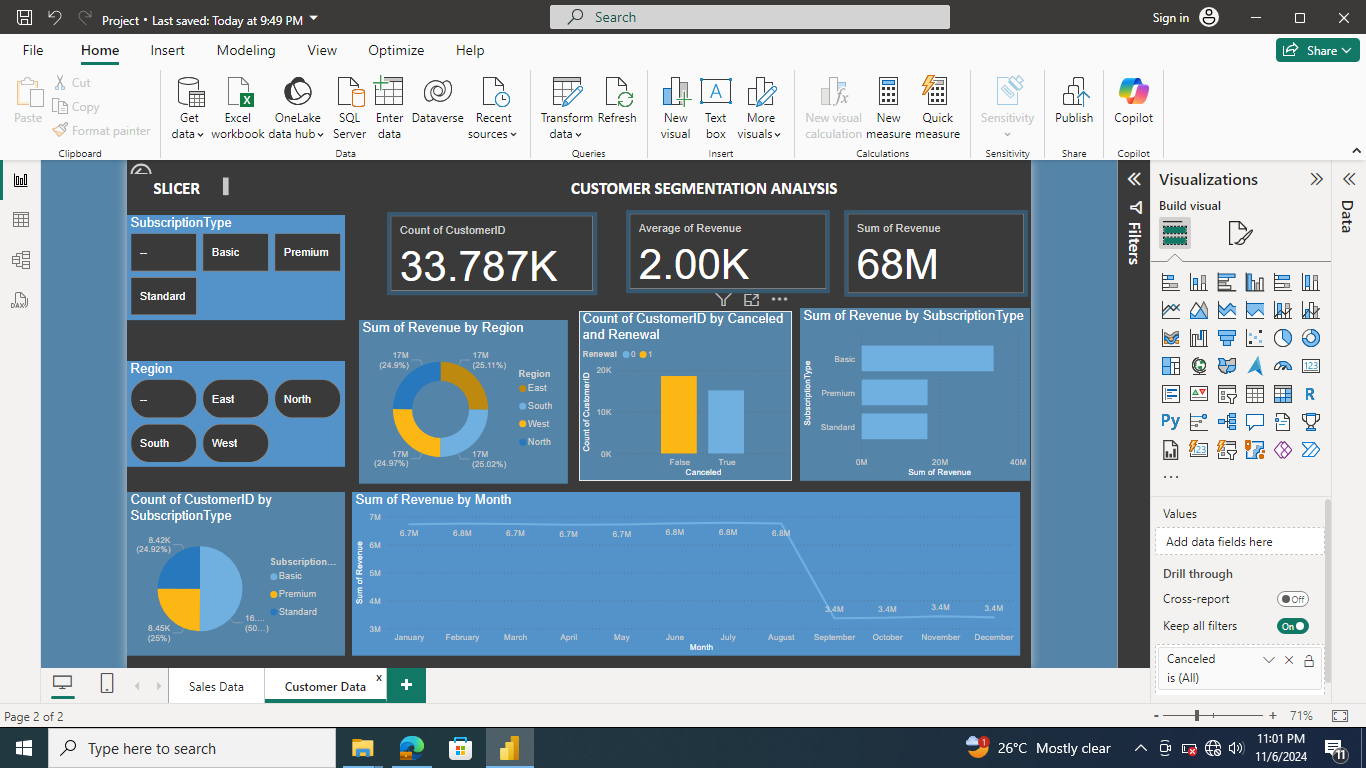 Project • Last saved: Today at 9:49 PM
Search
Sign in
File Home Insert Modeling View Optimize Help
Share
Paste
Cut
Copy
Format painter
Clipboard
Get data
Excel workbook
OneLake data hub
SQL Server
Enter data
Dataverse
Recent sources
Data
Transform data
Refresh
Queries
New visual
Text box
More visuals
Insert
New visual calculation
New measure
Quick measure
Calculations
Sensitivity
Sensitivity
Publish
Share
Copilot
Copilot
SLICER
CUSTOMER SEGMENTATION ANALYSIS
SubscriptionType
--
Basic
Premium
Standard
Count of CustomerID
33.787K
Average of Revenue
2.00K
Sum of Revenue
68M
Region
--
East
North
South
West
Sum of Revenue by Region
17M
(24.9%)
17M
(25.11%)
17M
(24.97%)
17M
(25.02%)
Region
East
South
West
North
Count of CustomerID by Canceled
and Renewal
Renewal 0 1
Count of CustomerID
20K
10K
0K
False True
Canceled
Sum of Revenue by SubscriptionType
SubscriptionType
Basic
Premium
Standard
0M 20M 40M
Sum of Revenue
Count of CustomerID by
SubscriptionType
8.42K
(24.92%)
8.45K
(25%)
16....
(50...)
Subscription...
Basic
Premium
Standard
Sum of Revenue by Month
Sum of Revenue
7M
6M
5M
4M
3M
6.7M 6.8M 6.7M 6.7M 6.7M 6.8M 6.8M 6.8M 3.4M 3.4M 3.4M 3.4M
January February March April May June July August September October November December
Month
Filters
Visualizations
Build visual
Data
Values
Add data fields here
Drill through
Cross-report
Off
Keep all filters
On
Canceled
is (All)
Sales Data
Customer Data
x
Page 2 of 2
71%
Type here to search
1
26°C Mostly clear
11:01 PM
11/6/2024
11